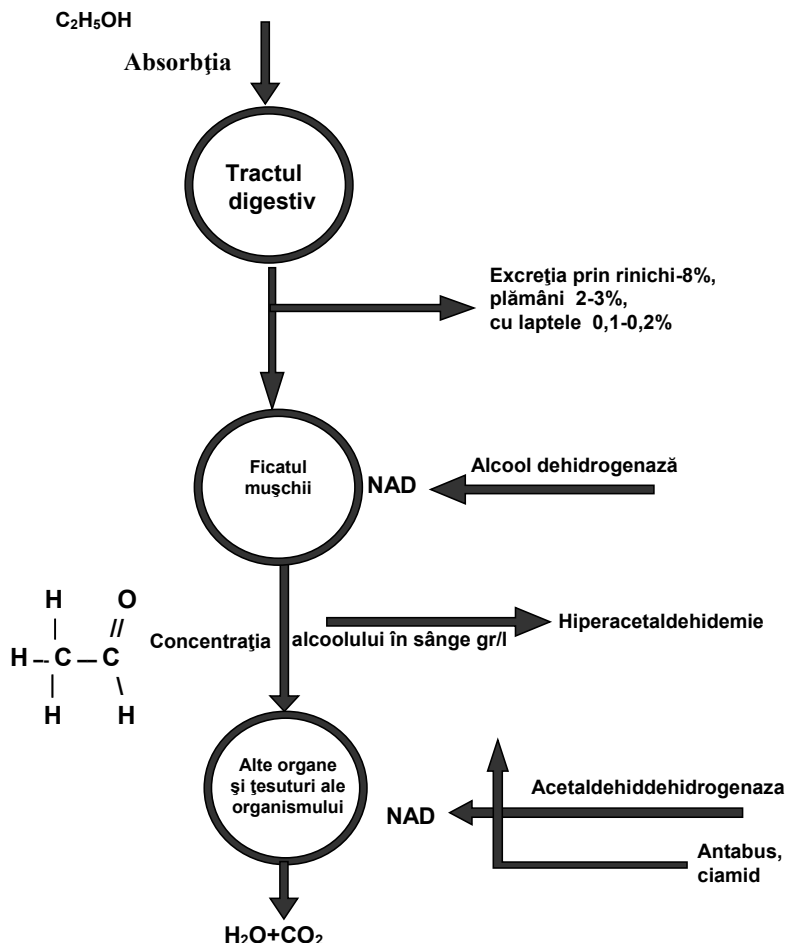 C₂H₅OH
Absorbţia
Tractul
digestiv
Excreţia prin rinichi-8%,
plămâni 2-3%,
cu laptele 0,1-0,2%
Ficatul
muşchii
NAD
Alcool dehidrogenază
H O
| //
H -- C — C
| \
H H
Concentraţia alcoolului în sânge gr/l
Hiperacetaldehidemie
Alte organe
şi ţesuturi ale
organismului
NAD
Acetaldehiddehidrogenaza
Antabus,
ciamid
H₂O+CO₂